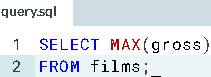 query.sql
1 SELECT MAX(gross)
2 FROM films;_